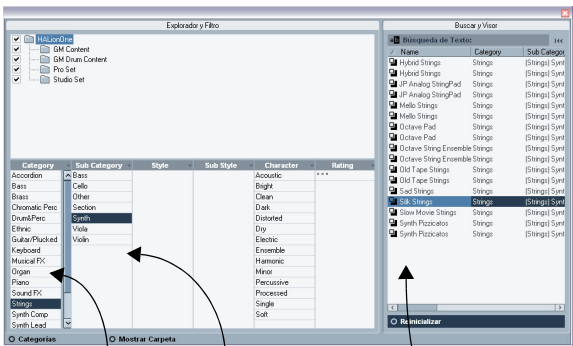 Explorador y Filtro
HALionOne
GM Content
GM Drum Content
Pro Set
Studio Set
Category Sub Category Style Sub Style Character Rating
Accordion Bass Acoustic ***
Bass Cello Bright
Brass Other Clean
Chromatic Perc Section Dark
Drum&Perc Synth Distorted
Ethnic Viola Dry
Guitar/Plucked Violin Electric
Keyboard Ensemble
Musical FX Harmonic
Organ Minor
Piano Percussive
Sound FX Processed
Strings Single
Synth Comp Soft
Synth Lead
Categorías Mostrar Carpeta
Buscar y Visor
Búsqueda de Texto:
Name Category Sub Categor
Hybrid Strings Strings (Strings) Synt
Hybrid Strings Strings (Strings) Synt
JP Analog StringPad Strings (Strings) Synt
JP Analog StringPad Strings (Strings) Synt
Mello Strings Strings (Strings) Synt
Mello Strings Strings (Strings) Synt
Octave Pad Strings (Strings) Synt
Octave Pad Strings (Strings) Synt
Octave String Ensemble Strings (Strings) Synt
Octave String Ensemble Strings (Strings) Synt
Old Tape Strings Strings (Strings) Synt
Old Tape Strings Strings (Strings) Synt
Sad Strings Strings (Strings) Synt
Silk Strings Strings (Strings) Synt
Slow Movie Strings Strings (Strings) Synt
Synth Pizzicatos Strings (Strings) Synt
Synth Pizzicatos Strings (Strings) Synt
Reinicializar